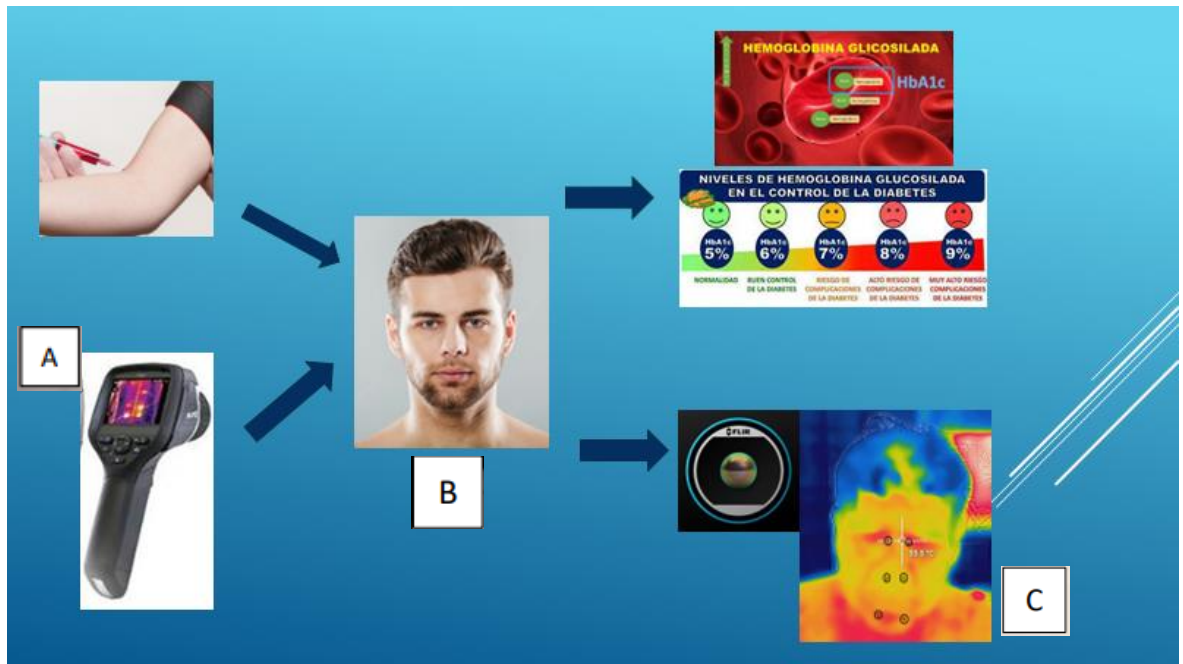 HEMOGLOBINA GLICOSILADA
HbA1c
NIVELES DE HEMOGLOBINA GLUCOSILADA
EN EL CONTROL DE LA DIABETES
HbA1c HbA1c HbA1c HbA1c HbA1c
5% 6% 7% 8% 9%
NORMALIDAD
BUEN CONTROL
DE LA DIABETES
RIESGO DE
COMPLICACIONES
DE LA DIABETES
ALTO RIESGO DE
COMPLICACIONES
DE LA DIABETES
MUY ALTO RIESGO
COMPLICACIONES
DE LA DIABETES
A
B
FLIR
C